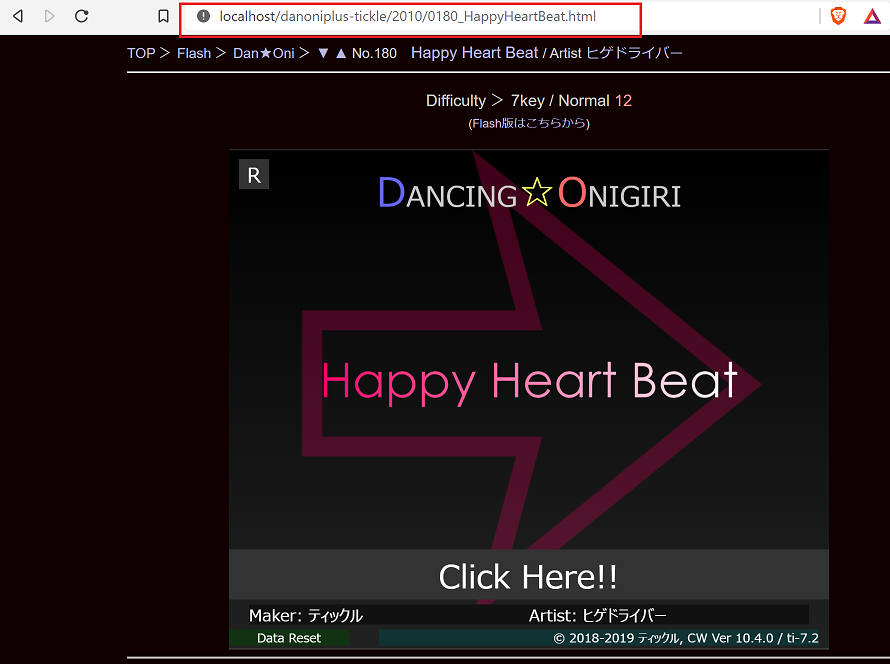 localhost/danoniplus-tickle/2010/0180_HappyHeartBeat.html
TOP > Flash > Dan★Oni > ▼ ▲ No.180 Happy Heart Beat / Artist ヒゲドライバー
Difficulty > 7key / Normal 12
(Flash版はこちらから)
R
DANCING☆ONIGIRI
Happy Heart Beat
Click Here!!
Maker: ティックル Artist: ヒゲドライバー
Data Reset © 2018-2019 ティックル, CW Ver 10.4.0 / ti-7.2